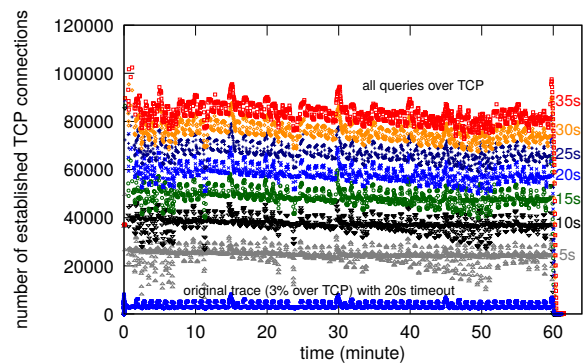 120000
100000
80000
60000
40000
20000
0
number of established TCP connections
all queries over TCP
35s
30s
25s
20s
15s
10s
5s
original trace (3% over TCP) with 20s timeout
0 10 20 30 40 50 60
time (minute)